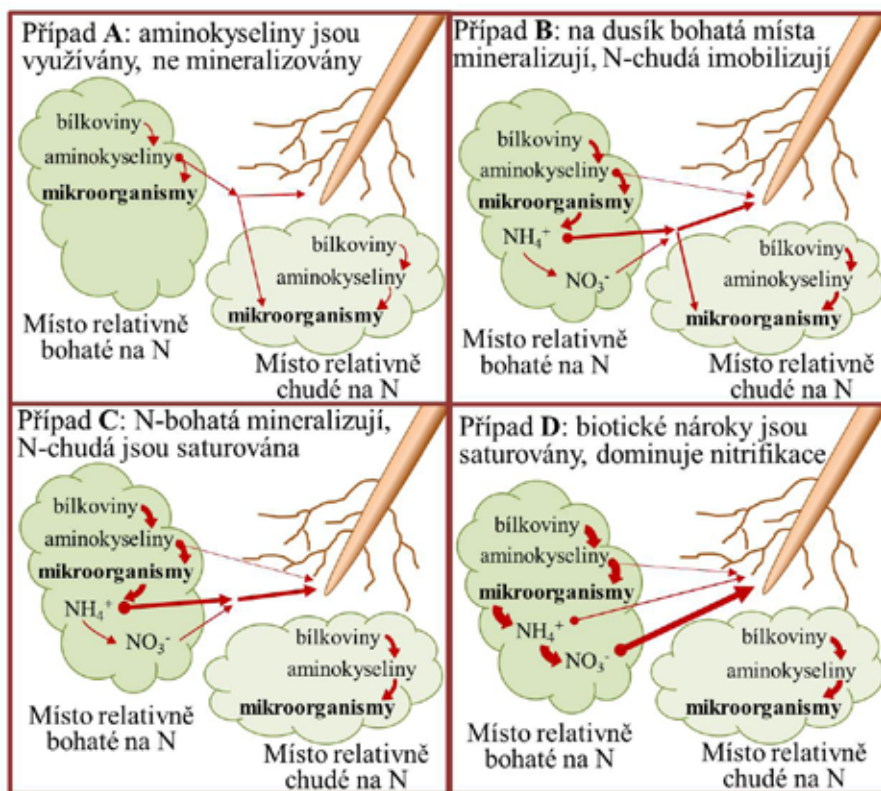 Případ A: aminokyseliny jsou
využívány, ne mineralizovány
bílkoviny
aminokyseliny
mikroorganismy
Místo relativně
bohaté na N
bílkoviny
aminokyseliny
mikroorganismy
Místo relativně
chudé na N
Případ B: na dusík bohatá místa
mineralizují, N-chudá imobilizují
bílkoviny
aminokyseliny
mikroorganismy
NH₄⁺
NO₃⁻
Místo relativně
bohaté na N
bílkoviny
aminokyseliny
mikroorganismy
Místo relativně
chudé na N
Případ C: N-bohatá mineralizují,
N-chudá jsou saturována
bílkoviny
aminokyseliny
mikroorganismy
NH₄⁺
NO₃⁻
Místo relativně
bohaté na N
bílkoviny
aminokyseliny
mikroorganismy
Místo relativně
chudé na N
Případ D: biotické nároky jsou
saturovány, dominuje nitrifikace
bílkoviny
aminokyseliny
mikroorganismy
NH₄⁺
NO₃⁻
Místo relativně
bohaté na N
bílkoviny
aminokyseliny
mikroorganismy
Místo relativně
chudé na N